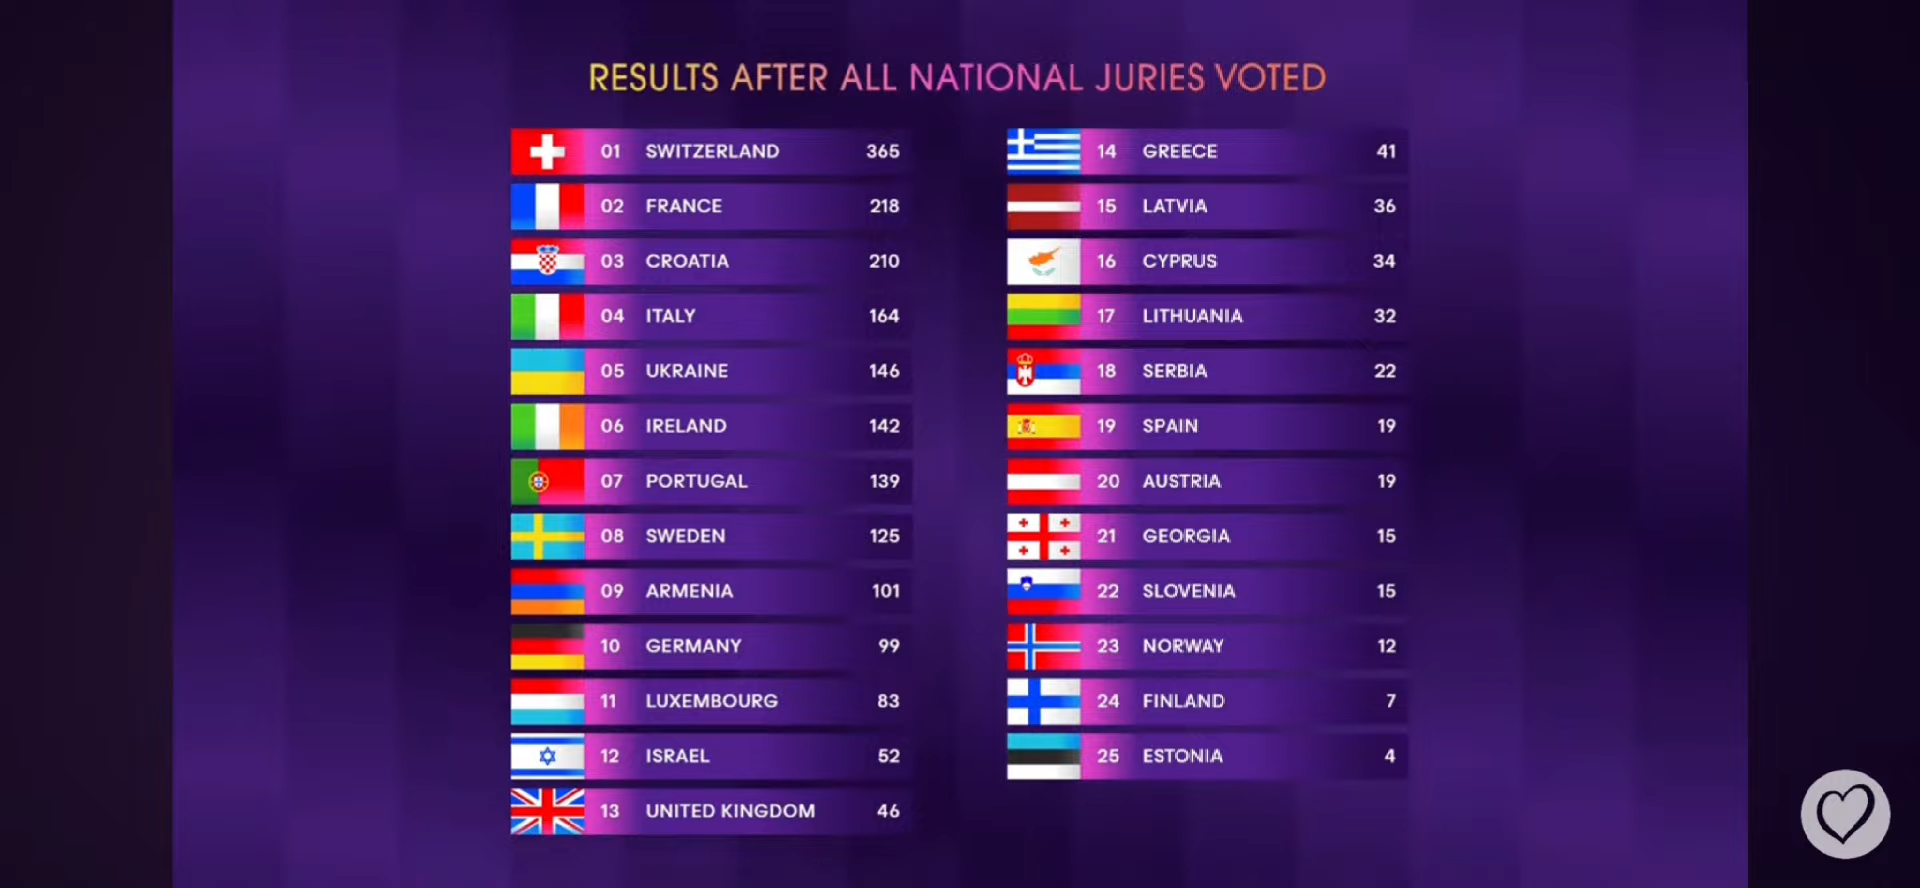 RESULTS AFTER ALL NATIONAL JURIES VOTED
01 SWITZERLAND 365
02 FRANCE 218
03 CROATIA 210
04 ITALY 164
05 UKRAINE 146
06 IRELAND 142
07 PORTUGAL 139
08 SWEDEN 125
09 ARMENIA 101
10 GERMANY 99
11 LUXEMBOURG 83
12 ISRAEL 52
13 UNITED KINGDOM 46
14 GREECE 41
15 LATVIA 36
16 CYPRUS 34
17 LITHUANIA 32
18 SERBIA 22
19 SPAIN 19
20 AUSTRIA 19
21 GEORGIA 15
22 SLOVENIA 15
23 NORWAY 12
24 FINLAND 7
25 ESTONIA 4